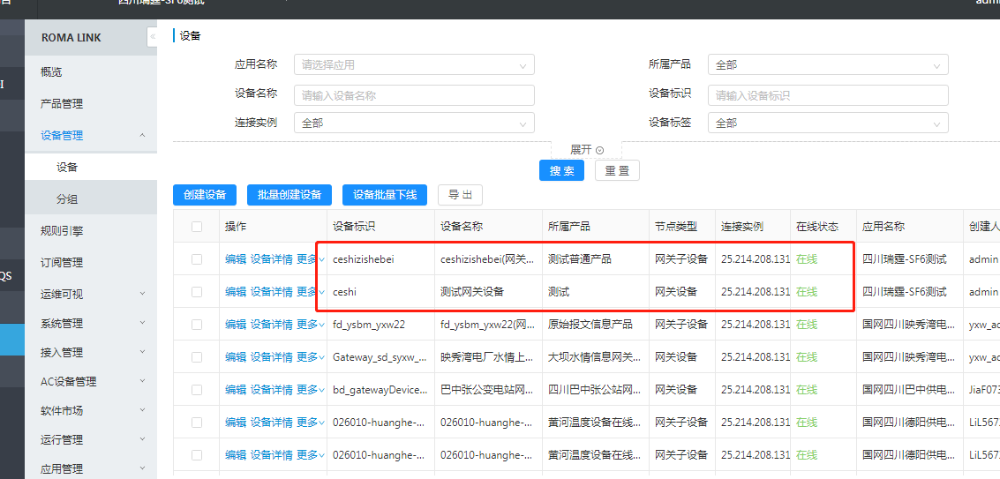 四川瑞霆-SF6测试
ROMA LINK
«
设备
应用名称 请选择应用 所属产品 全部
概览
I
设备名称 请输入设备名称 设备标识 请输入设备标识
产品管理
连接实例 全部 设备标签 全部
设备管理
展开
设备
搜 索 重 置
分组
创建设备 批量创建设备 设备批量下线 导 出
操作 设备标识 设备名称 所属产品 节点类型 连接实例 在线状态 应用名称 创建人
规则引擎
编辑 设备详情 更多 ceshizishebei ceshizishebei(网关... 测试普通产品 网关子设备 25.214.208.131 在线 四川瑞霆-SF6测试 admin
订阅管理
QS
编辑 设备详情 更多 ceshi 测试网关设备 测试 网关设备 25.214.208.131 在线 四川瑞霆-SF6测试 admin
运维可视
编辑 设备详情 更多 fd_ysbm_yxw22 fd_ysbm_yxw22(网... 原始报文信息产品 网关子设备 25.214.208.131 在线 国网四川映秀湾电... yxw_ad
系统管理
编辑 设备详情 更多 Gateway_sd_syxw_... 映秀湾电厂水情上... 大坝水情信息网关... 网关设备 25.214.208.131 在线 国网四川映秀湾电... yxw_ad
接入管理
AC设备管理
编辑 设备详情 更多 bd_gatewayDevice... 巴中张公变电站网... 四川巴中张公站网... 网关设备 25.214.208.131 在线 国网四川巴中供电... JiaF073
软件市场
编辑 设备详情 更多 026010-huanghe-... 026010-huanghe-... 黄河温度设备在线... 网关子设备 25.214.208.131 在线 国网四川德阳供电... LiL567
运行管理
编辑 设备详情 更多 026010-huanghe-... 026010-huanghe-... 黄河温度设备在线... 网关子设备 25.214.208.131 在线 国网四川德阳供电... LiL567
应用管理